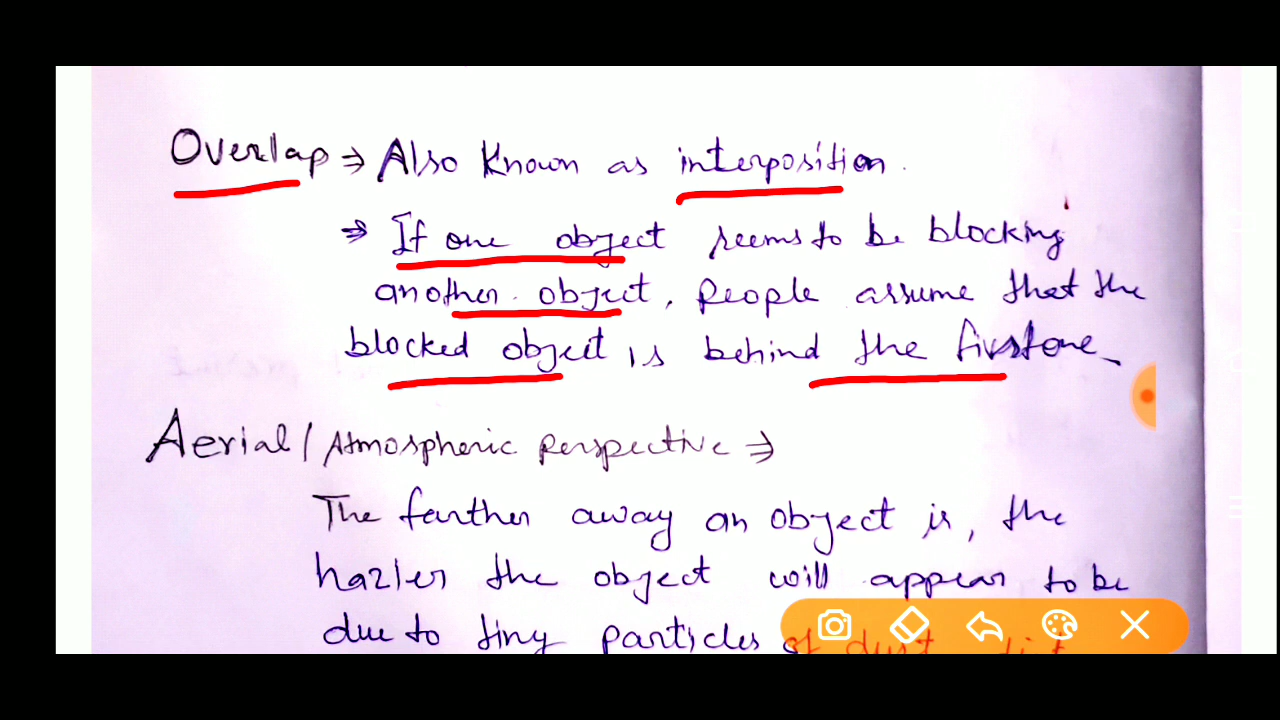 Overlap ⇒ Also Known as interposition.
⇒ If one object seems to be blocking
another object, people assume that the
blocked object is behind the first one.
Aerial/Atmospheric perspective ⇒
The farther away an object is, the
hazier the object will appear to be
due to tiny particles of dust